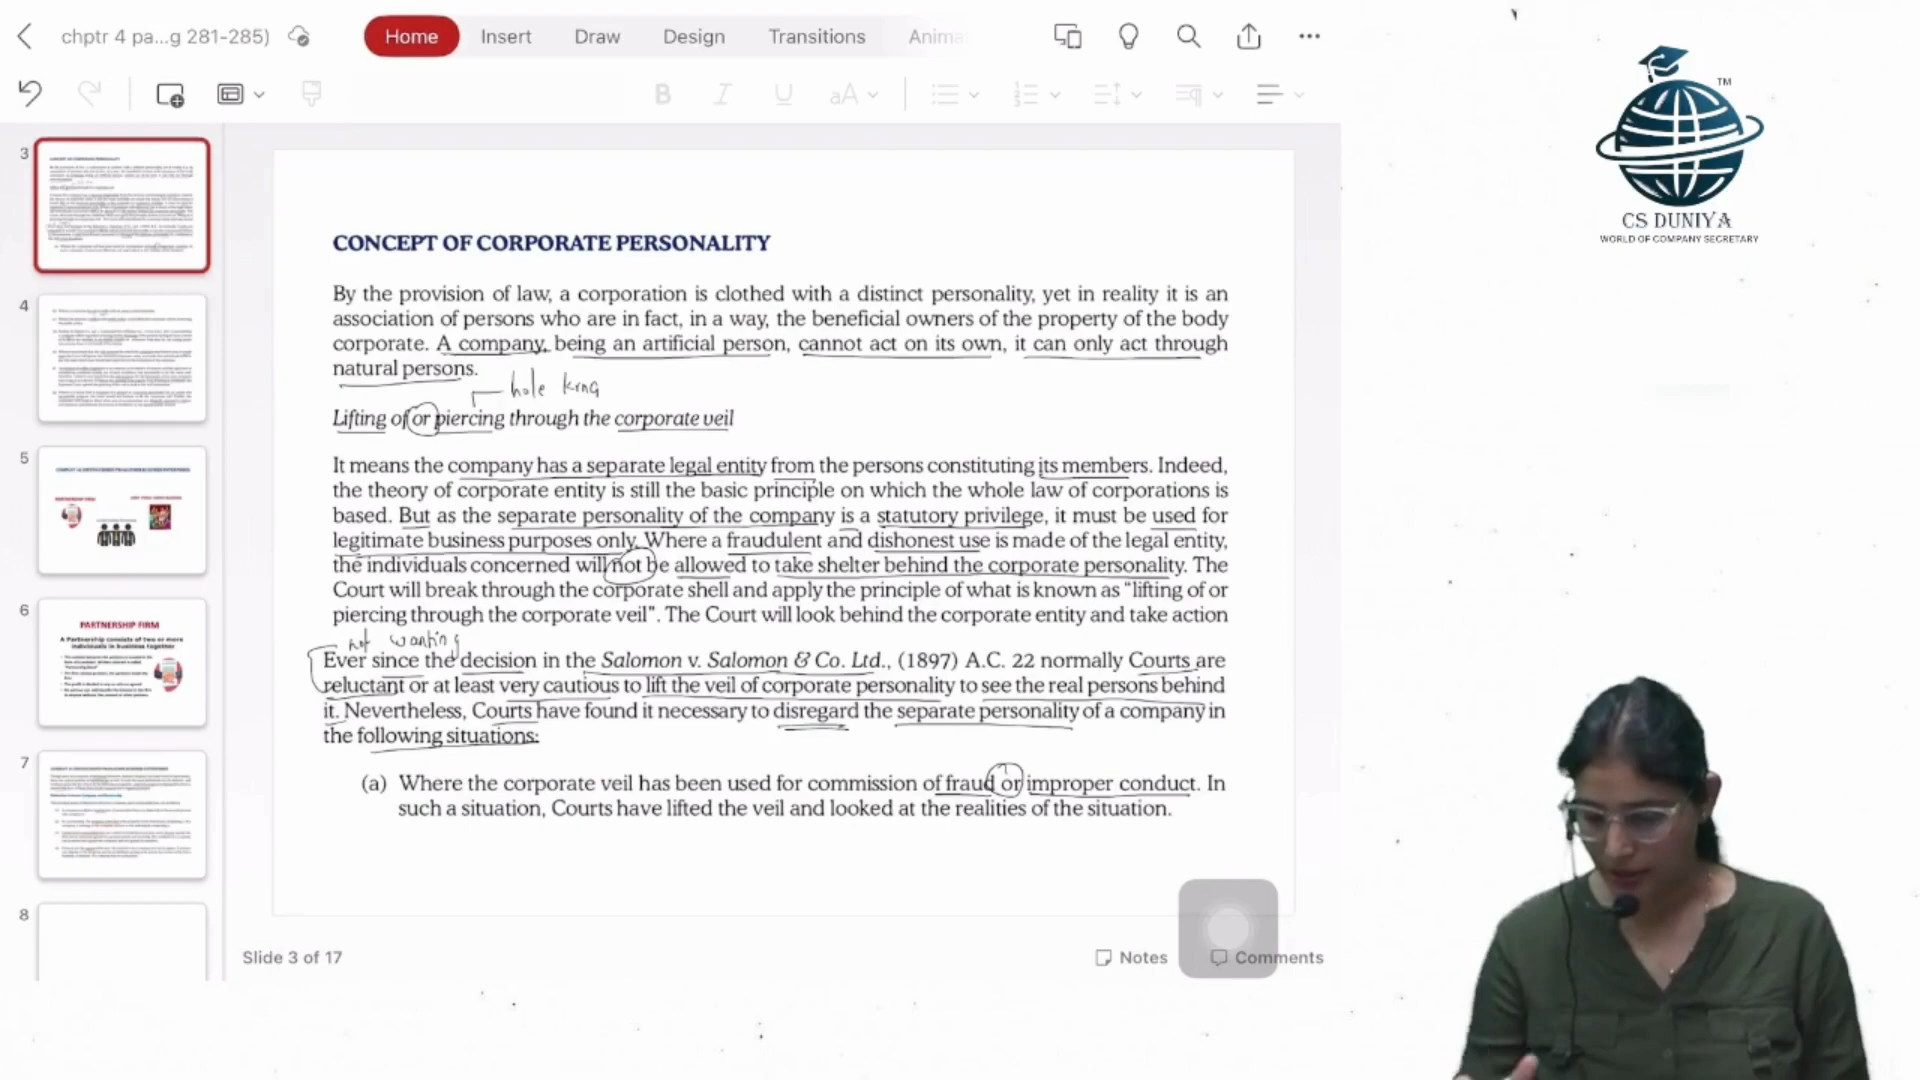 chptr 4 pa...g 281-285)
Home
Insert
Draw
Design
Transitions
Anima
B
I
U
aA
3
4
5
6
PARTNERSHIP FIRM
A Partnership consists of two or more
individuals in business together
7
8
CONCEPT OF CORPORATE PERSONALITY
By the provision of law, a corporation is clothed with a distinct personality, yet in reality it is an
association of persons who are in fact, in a way, the beneficial owners of the property of the body
corporate. A company, being an artificial person, cannot act on its own, it can only act through
natural persons.
hole krna
Lifting of or piercing through the corporate veil
It means the company has a separate legal entity from the persons constituting its members. Indeed,
the theory of corporate entity is still the basic principle on which the whole law of corporations is
based. But as the separate personality of the company is a statutory privilege, it must be used for
legitimate business purposes only. Where a fraudulent and dishonest use is made of the legal entity,
the individuals concerned will not be allowed to take shelter behind the corporate personality. The
Court will break through the corporate shell and apply the principle of what is known as “lifting of or
piercing through the corporate veil”. The Court will look behind the corporate entity and take action
not wanting
Ever since the decision in the Salomon v. Salomon & Co. Ltd., (1897) A.C. 22 normally Courts are
reluctant or at least very cautious to lift the veil of corporate personality to see the real persons behind
it. Nevertheless, Courts have found it necessary to disregard the separate personality of a company in
the following situations:
(a) Where the corporate veil has been used for commission of fraud or improper conduct. In
such a situation, Courts have lifted the veil and looked at the realities of the situation.
Slide 3 of 17
Notes
Comments
TM
CS DUNIYA
WORLD OF COMPANY SECRETARY